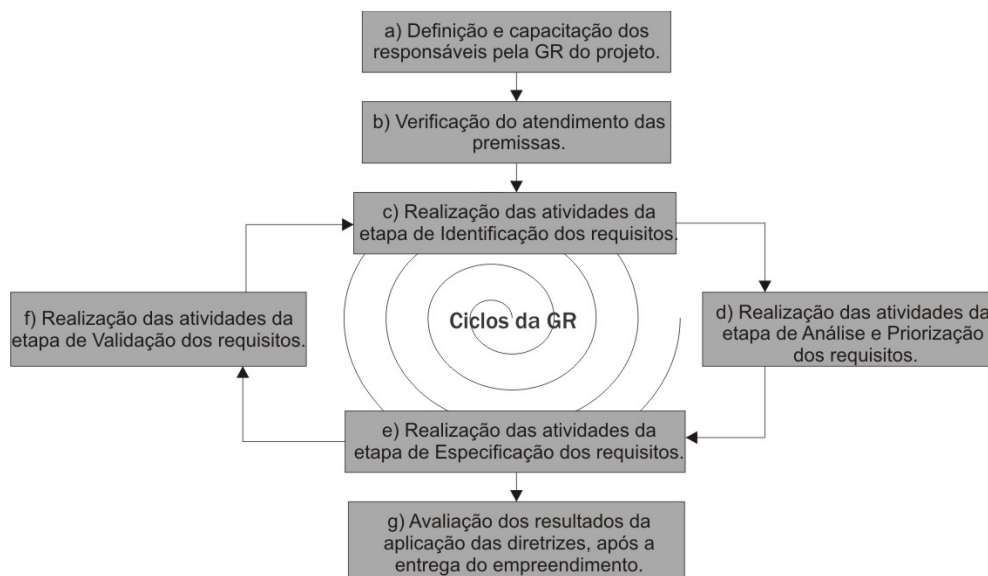 a) Definição e capacitação dos
responsáveis pela GR do projeto.
b) Verificação do atendimento das
premissas.
c) Realização das atividades da
etapa de Identificação dos requisitos.
f) Realização das atividades da
etapa de Validação dos requisitos.
Ciclos da GR
d) Realização das atividades da
etapa de Análise e Priorização
dos requisitos.
e) Realização das atividades da
etapa de Especificação dos requisitos.
g) Avaliação dos resultados da
aplicação das diretrizes, após a
entrega do empreendimento.